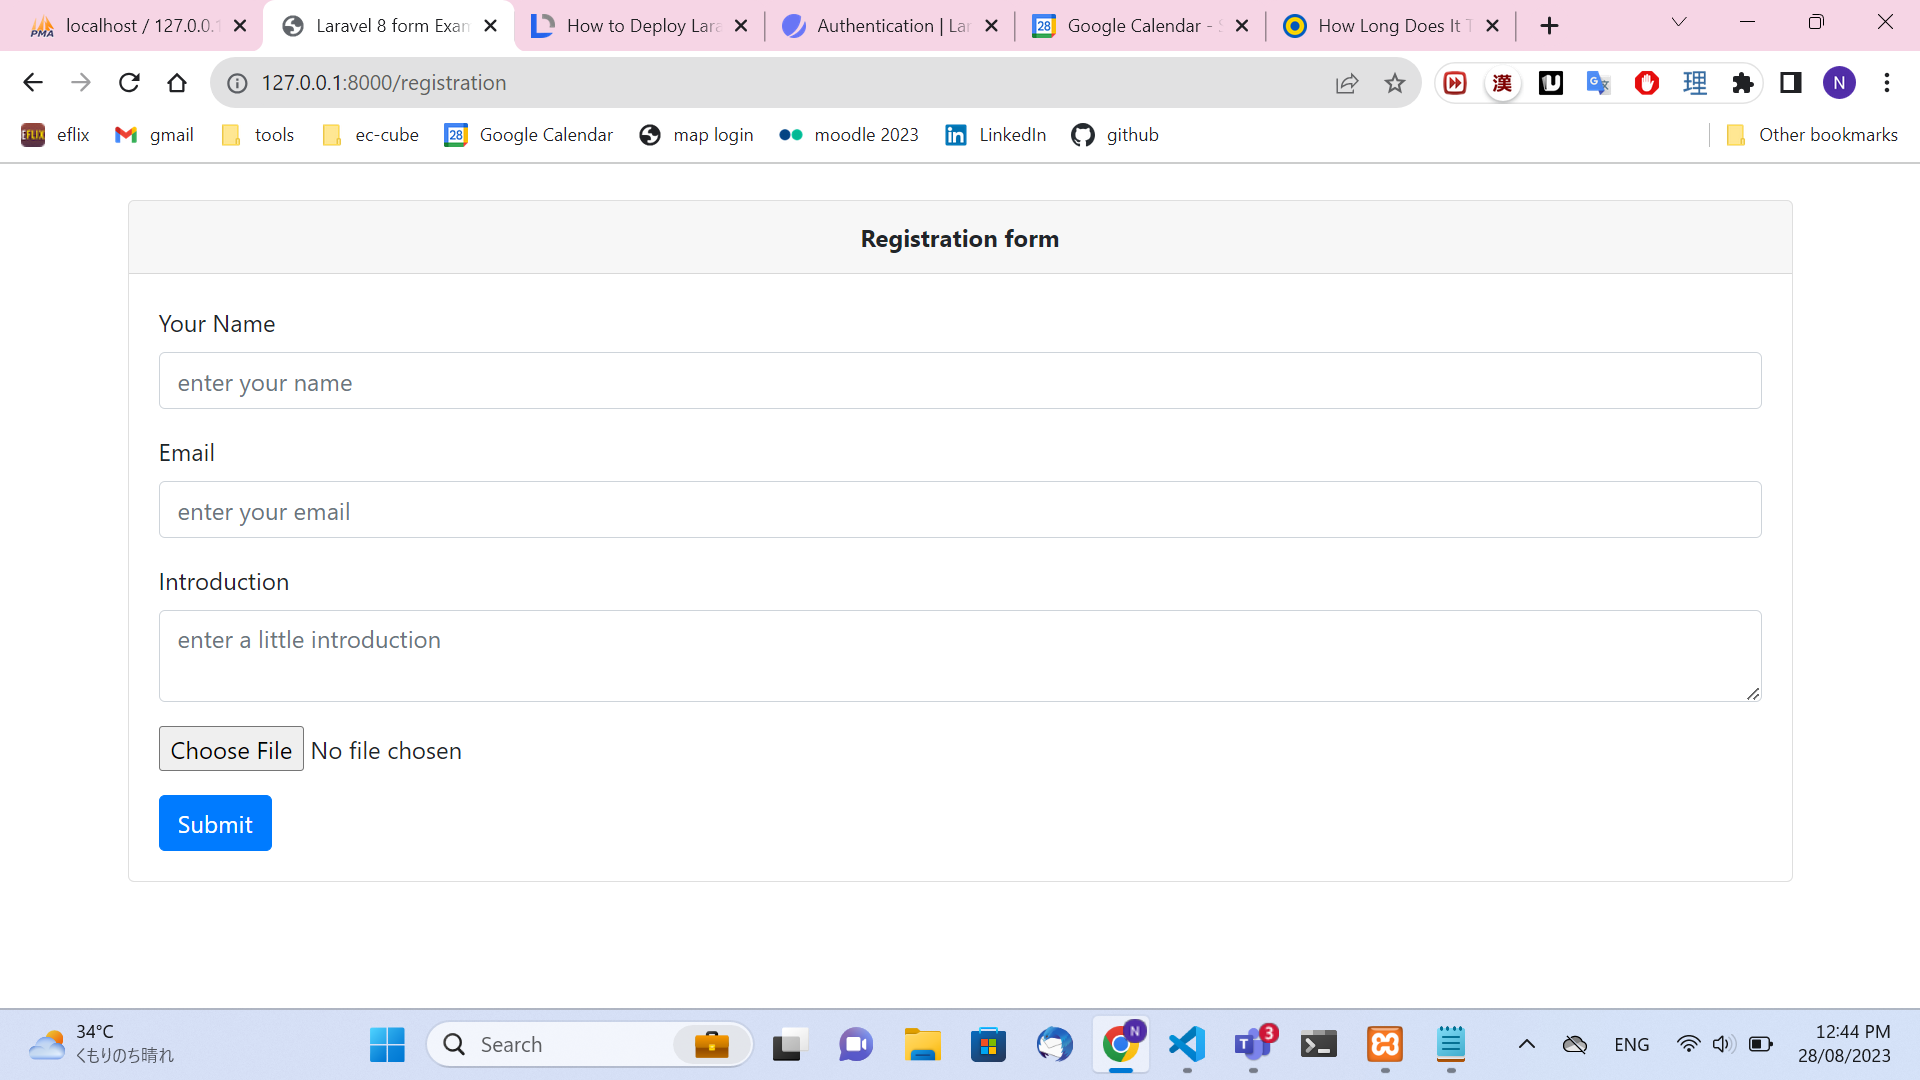 localhost / 127.0.0.1
Laravel 8 form Exam
How to Deploy Lara
Authentication | Lar
Google Calendar - S
How Long Does It T
127.0.0.1:8000/registration
N
eflix
gmail
tools
ec-cube
Google Calendar
map login
moodle 2023
LinkedIn
github
Other bookmarks
Registration form
Your Name
enter your name
Email
enter your email
Introduction
enter a little introduction
Choose File No file chosen
Submit
34°C
くもりのち晴れ
Search
N
3
ENG
12:44 PM
28/08/2023